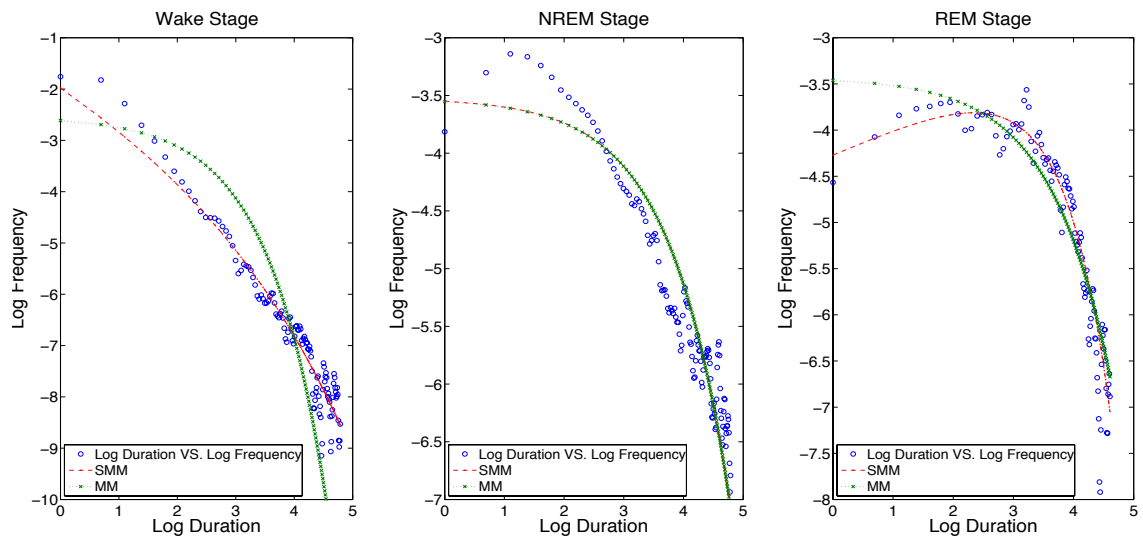 Wake Stage
−1
−2
−3
−4
−5
−6
−7
−8
−9
−10
Log Frequency
0 1 2 3 4 5
Log Duration
Log Duration VS. Log Frequency
SMM
MM
NREM Stage
−3
−3.5
−4
−4.5
−5
−5.5
−6
−6.5
−7
Log Frequency
0 1 2 3 4 5
Log Duration
Log Duration VS. Log Frequency
SMM
MM
REM Stage
−3
−3.5
−4
−4.5
−5
−5.5
−6
−6.5
−7
−7.5
−8
Log Frequency
0 1 2 3 4 5
Log Duration
Log Duration VS. Log Frequency
SMM
MM